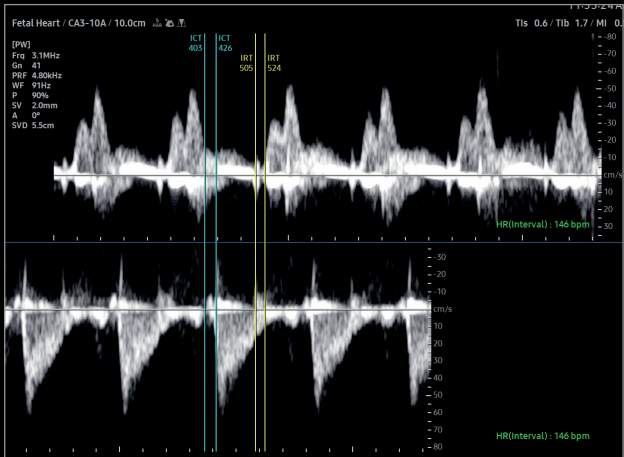 Fetal Heart / CA3-10A / 10.0cm
TIs 0.6 / TIb 1.7 / MI
[PW]
Frq 3.1MHz
Gn 41
PRF 4.80kHz
WF 91Hz
P 90%
SV 2.0mm
A 0°
SVD 5.5cm
ICT 403
ICT 426
IRT 505
IRT 524
-80
-70
-60
-50
-40
-30
-20
-10
cm/s
10
20
30
HR(Interval) : 146 bpm
-30
-20
-10
cm/s
10
20
30
40
50
60
70
80
HR(Interval) : 146 bpm